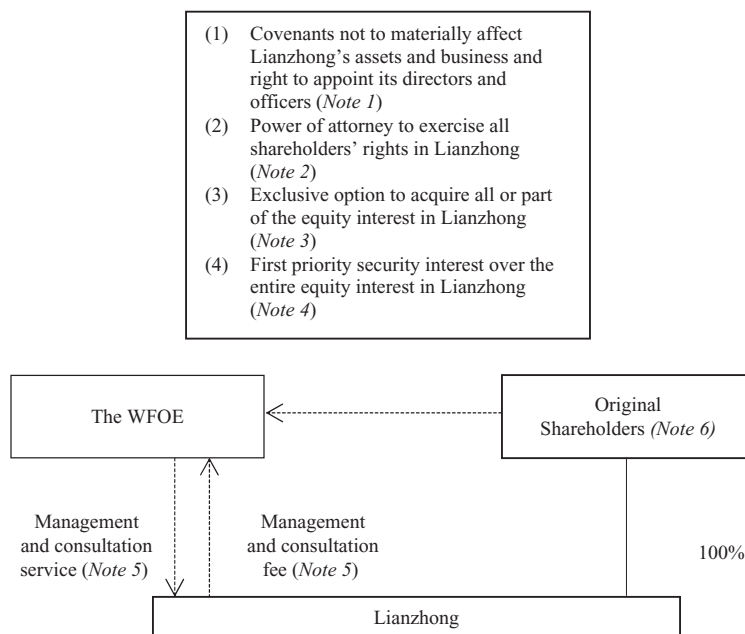 (1) Covenants not to materially affect
Lianzhong’s assets and business and
right to appoint its directors and
officers (Note 1)
(2) Power of attorney to exercise all
shareholders’ rights in Lianzhong
(Note 2)
(3) Exclusive option to acquire all or part
of the equity interest in Lianzhong
(Note 3)
(4) First priority security interest over the
entire equity interest in Lianzhong
(Note 4)
The WFOE
Original
Shareholders (Note 6)
Management
and consultation
service (Note 5)
Management
and consultation
fee (Note 5)
100%
Lianzhong